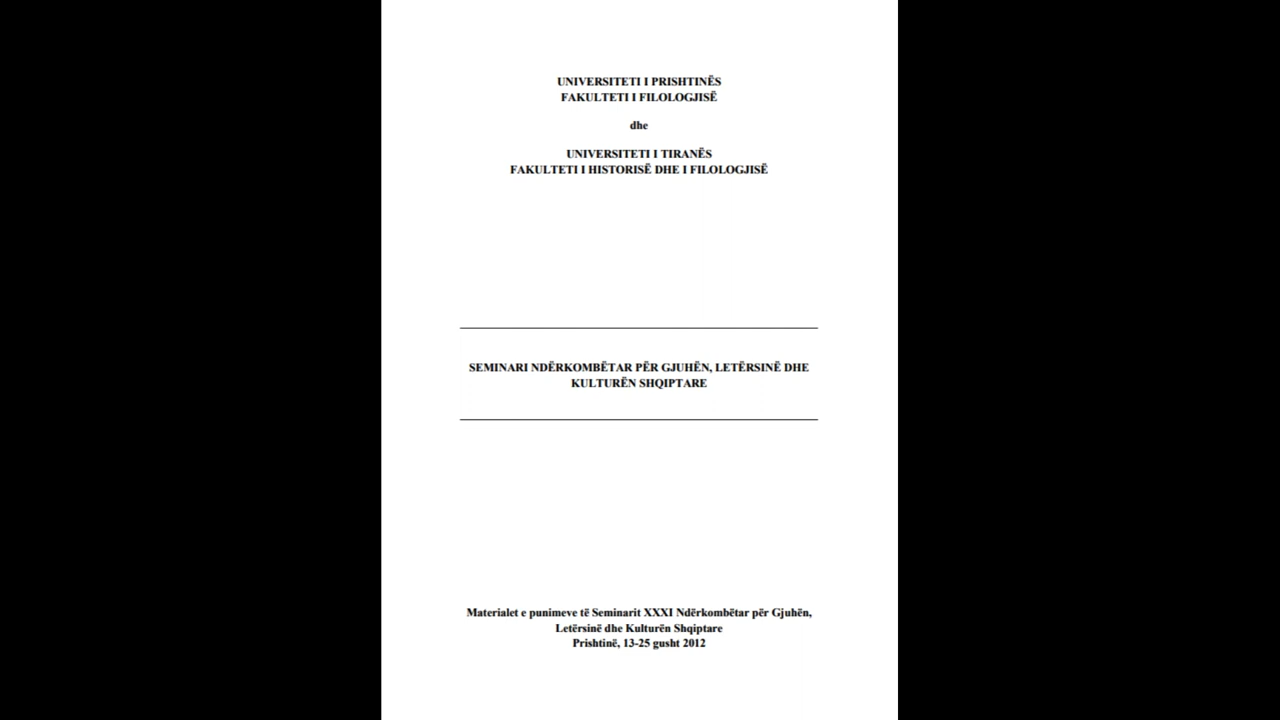 UNIVERSITETI I PRISHTINËS
FAKULTETI I FILOLOGJISË
dhe
UNIVERSITETI I TIRANËS
FAKULTETI I HISTORISË DHE I FILOLOGJISË
SEMINARI NDËRKOMBËTAR PËR GJUHËN, LETËRSINË DHE
KULTURËN SHQIPTARE
Materialet e punimeve të Seminarit XXXI Ndërkombëtar për Gjuhën,
Letërsinë dhe Kulturën Shqiptare
Prishtinë, 13-25 gusht 2012